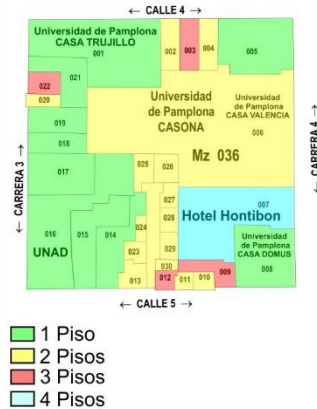 ← CALLE 4 →
Universidad de Pamplona
CASA TRUJILLO
001
002
003
004
005
021
022
020
019
018
017
016
015
014
UNAD
Universidad
de Pamplona
CASONA
Universidad
de Pamplona
CASA VALENCIA
006
Mz 036
← CARRERA 3 →
← CARRERA 4 →
025
026
027
028
024
023
029
030
013
012
011
010
009
007
Hotel Hontibon
Universidad
de Pamplona
CASA DOMUS
008
← CALLE 5 →
1 Piso
2 Pisos
3 Pisos
4 Pisos